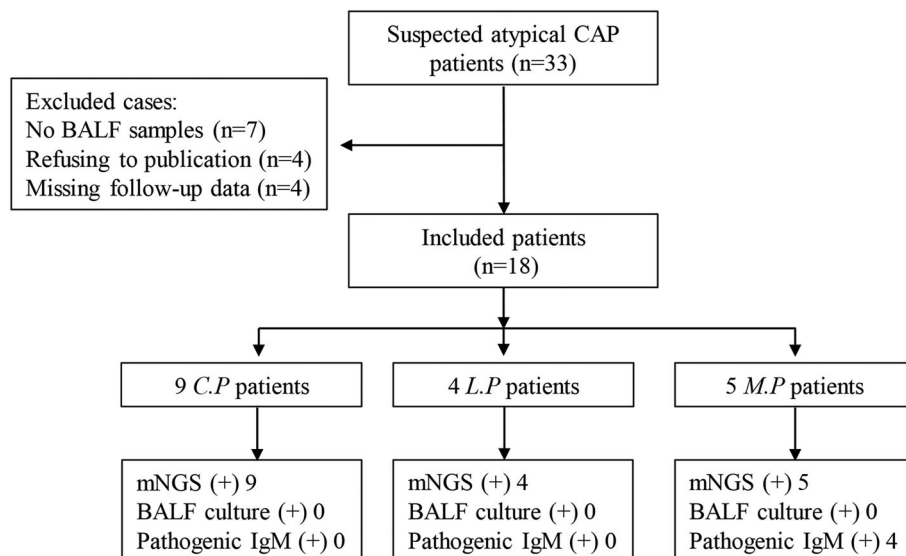 Suspected atypical CAP
patients (n=33)
Excluded cases:
No BALF samples (n=7)
Refusing to publication (n=4)
Missing follow-up data (n=4)
Included patients
(n=18)
9 C.P patients
4 L.P patients
5 M.P patients
mNGS (+) 9
BALF culture (+) 0
Pathogenic IgM (+) 0
mNGS (+) 4
BALF culture (+) 0
Pathogenic IgM (+) 0
mNGS (+) 5
BALF culture (+) 0
Pathogenic IgM (+) 4